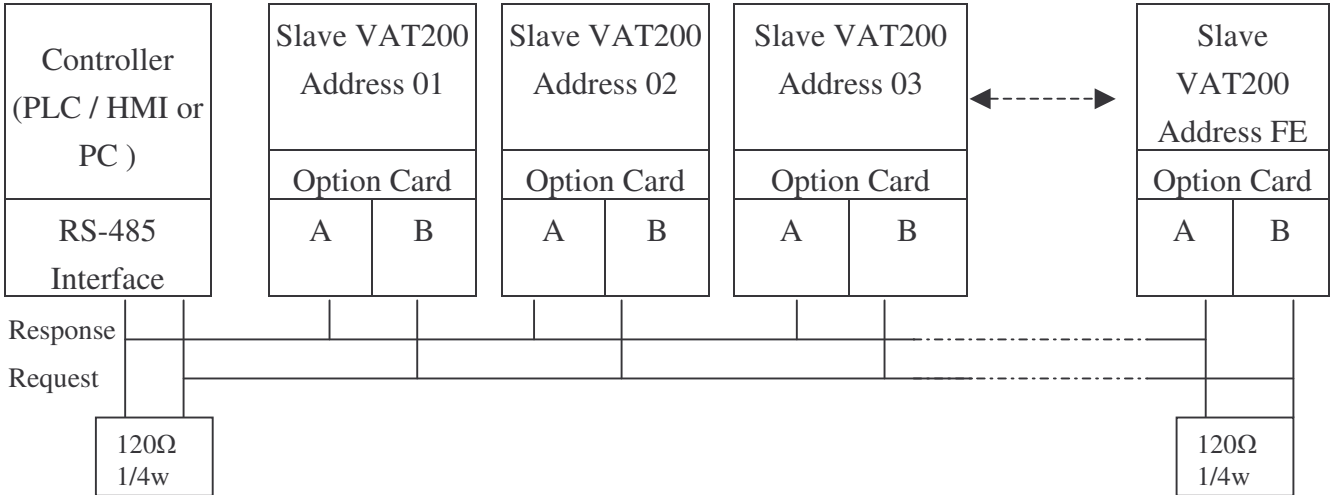 Controller
(PLC / HMI or
PC )
RS-485
Interface
Slave VAT200
Address 01
Option Card
A B
Slave VAT200
Address 02
Option Card
A B
Slave VAT200
Address 03
Option Card
A B
Slave
VAT200
Address FE
Option Card
A B
Response
Request
120Ω
1/4w
120Ω
1/4w